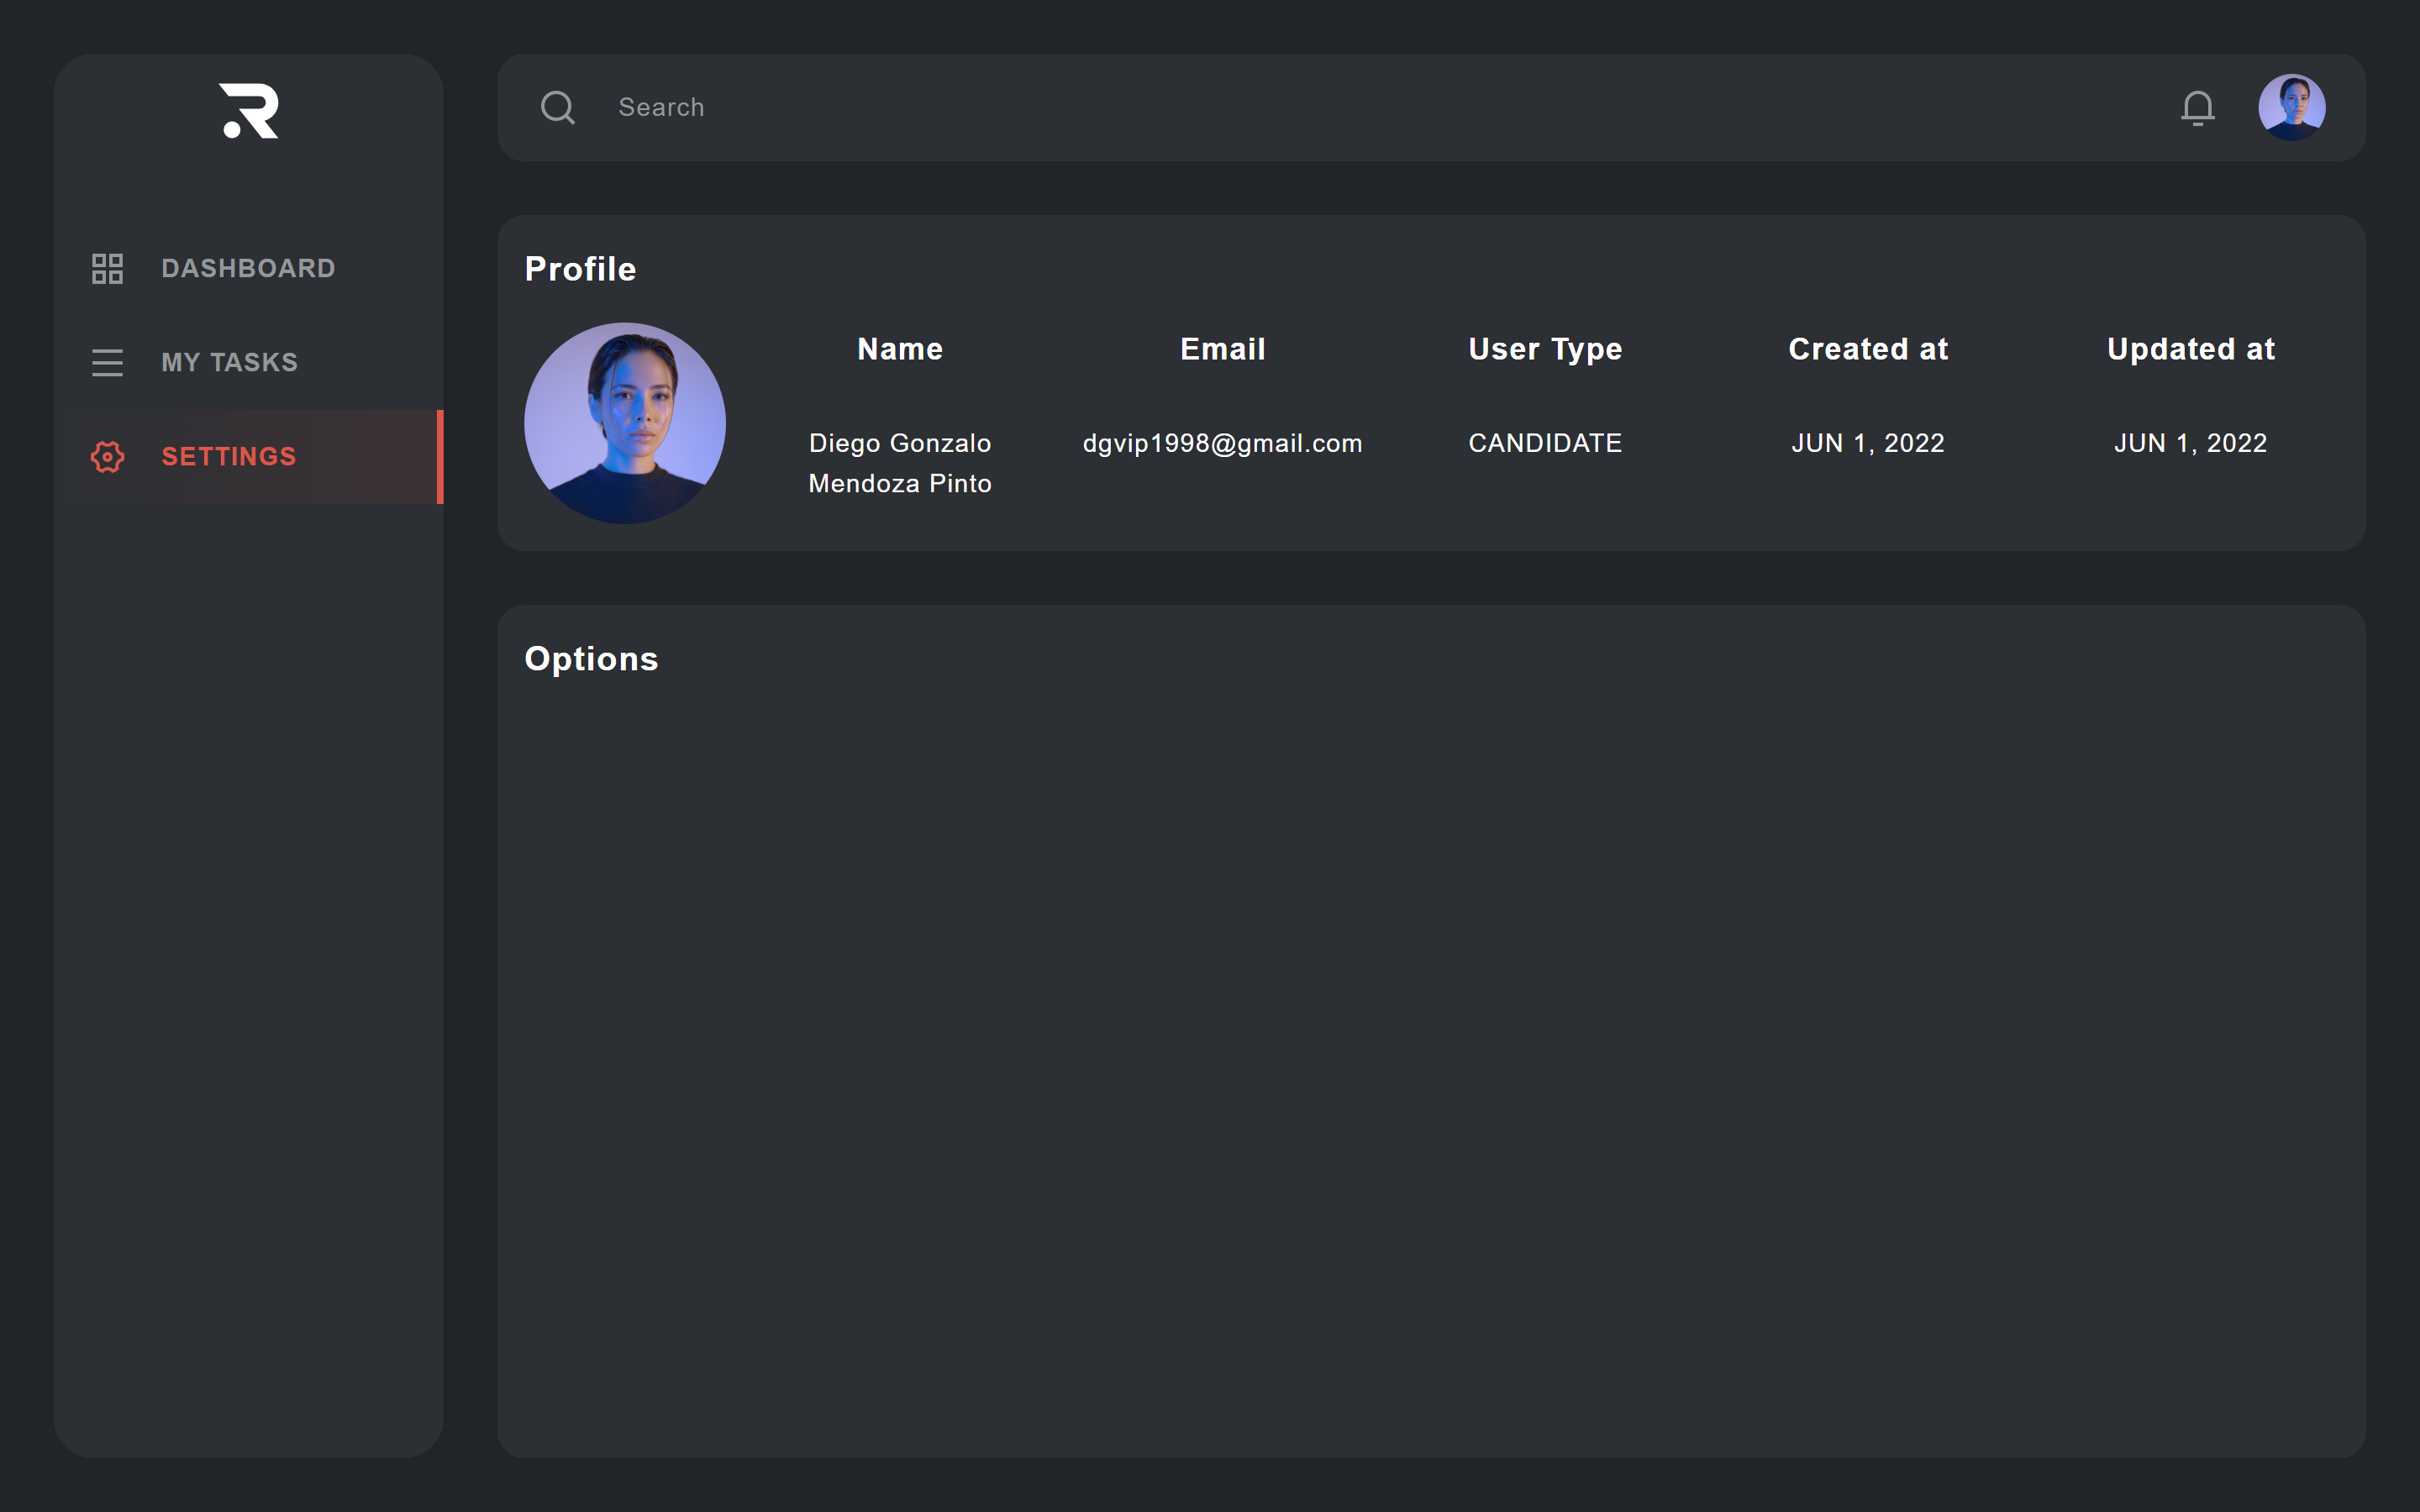 Search
DASHBOARD
MY TASKS
SETTINGS
Profile
Name
Email
User Type
Created at
Updated at
Diego Gonzalo
Mendoza Pinto
dgvip1998@gmail.com
CANDIDATE
JUN 1, 2022
JUN 1, 2022
Options